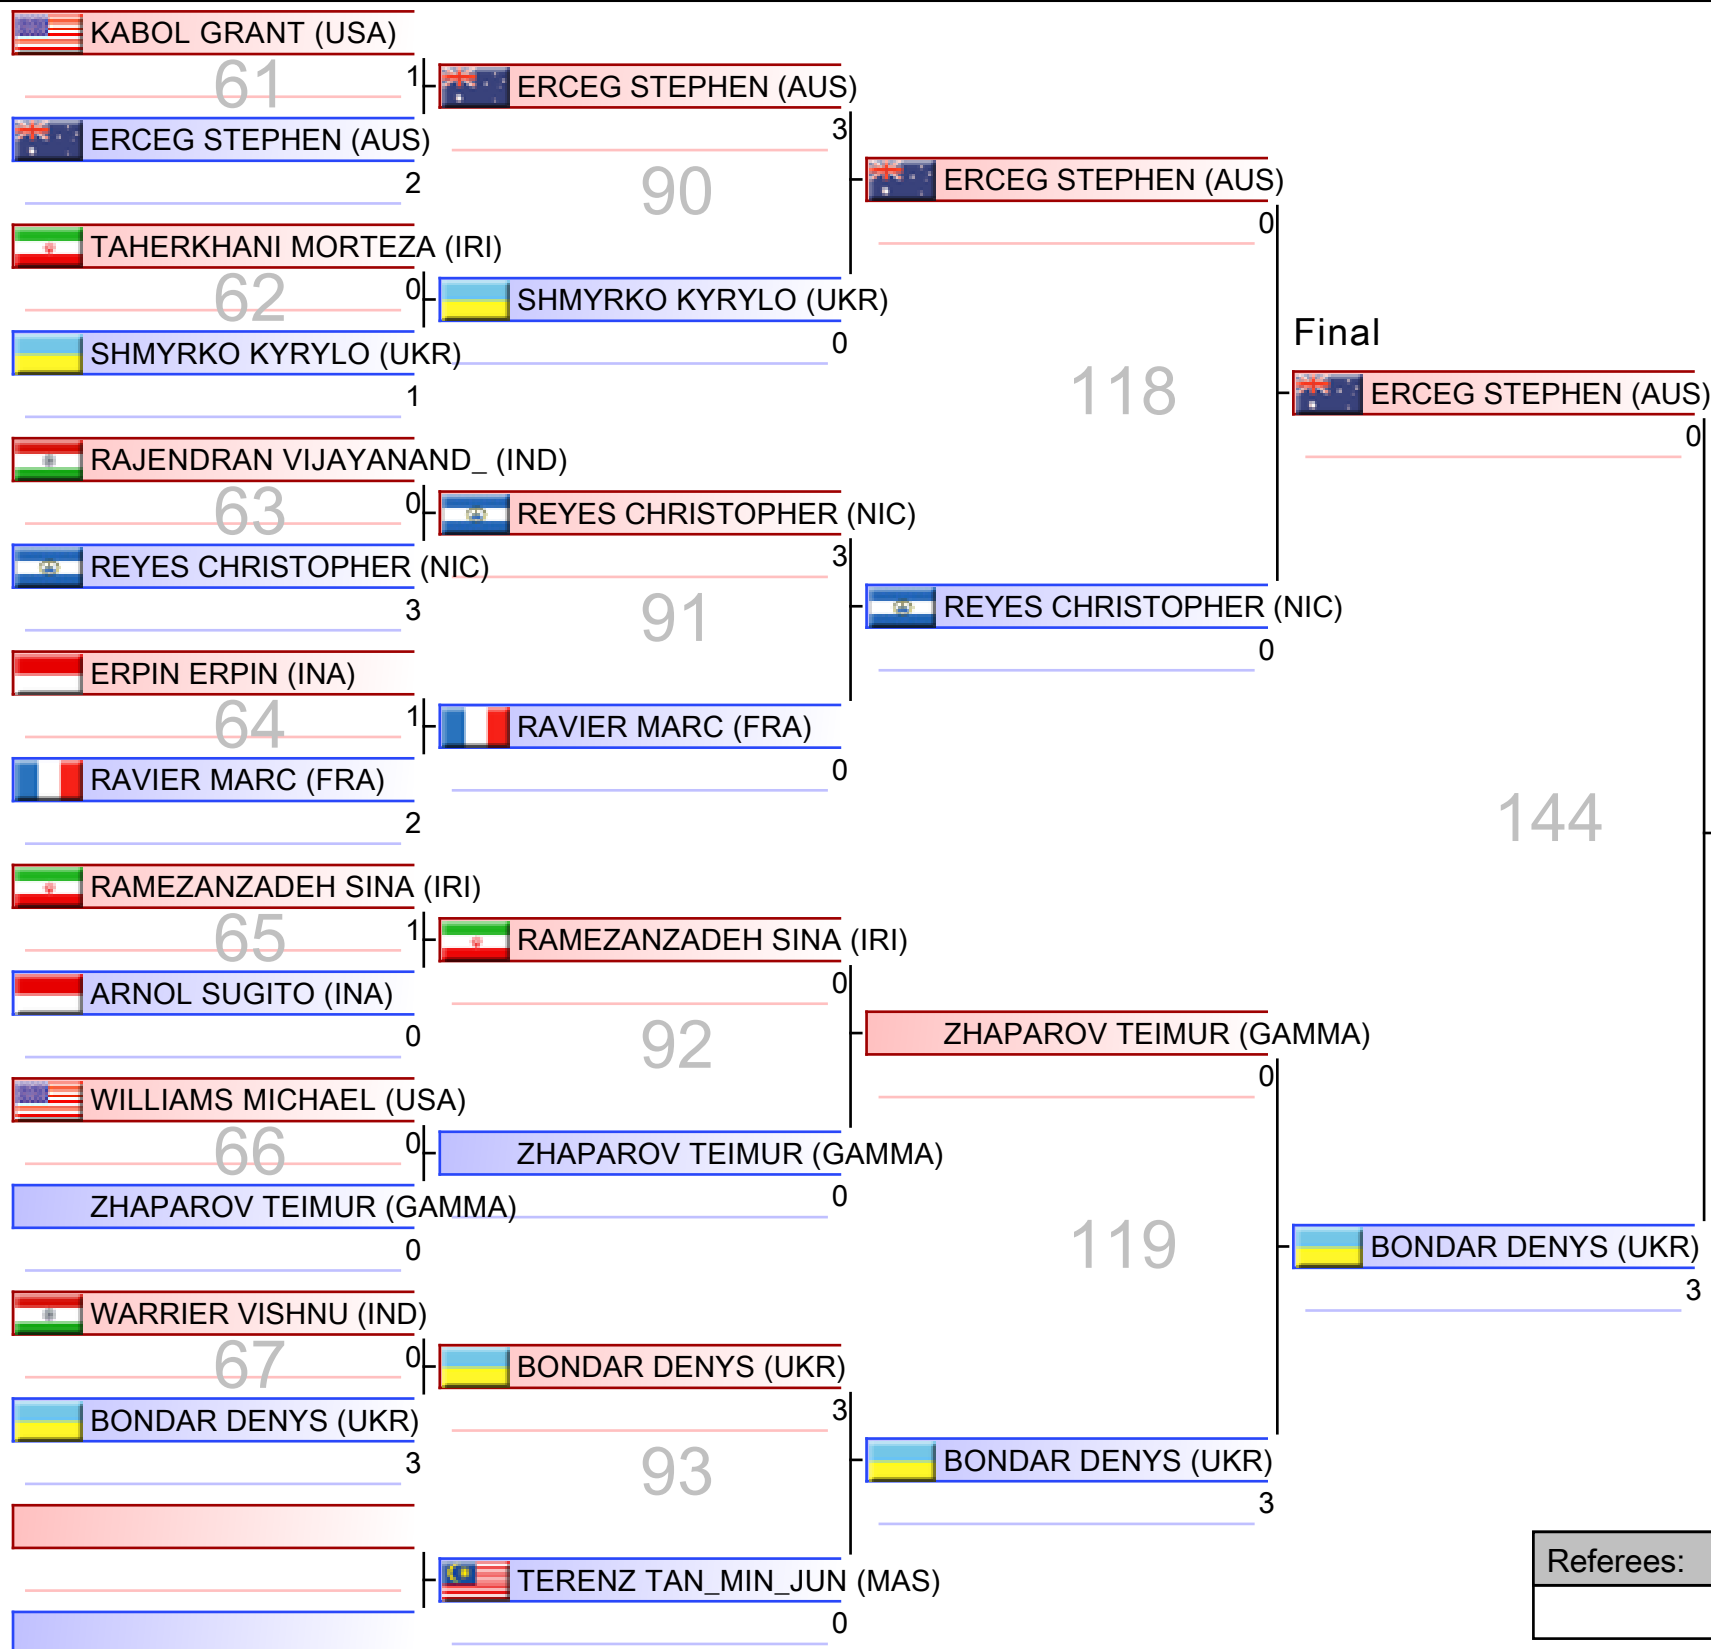 KABOL GRANT (USA)
61
1
ERCEG STEPHEN (AUS)
2
TAHERKHANI MORTEZA (IRI)
62
0
SHMYRKO KYRYLO (UKR)
1
RAJENDRAN VIJAYANAND_ (IND)
63
0
REYES CHRISTOPHER (NIC)
3
ERPIN ERPIN (INA)
64
1
RAVIER MARC (FRA)
2
RAMEZANZADEH SINA (IRI)
65
1
ARNOL SUGITO (INA)
0
WILLIAMS MICHAEL (USA)
66
0
ZHAPAROV TEIMUR (GAMMA)
0
WARRIER VISHNU (IND)
67
0
BONDAR DENYS (UKR)
3
ERCEG STEPHEN (AUS)
3
90
SHMYRKO KYRYLO (UKR)
0
REYES CHRISTOPHER (NIC)
3
91
RAVIER MARC (FRA)
0
RAMEZANZADEH SINA (IRI)
0
92
ZHAPAROV TEIMUR (GAMMA)
0
BONDAR DENYS (UKR)
3
93
TERENZ TAN_MIN_JUN (MAS)
0
ERCEG STEPHEN (AUS)
0
118
REYES CHRISTOPHER (NIC)
0
ZHAPAROV TEIMUR (GAMMA)
0
119
BONDAR DENYS (UKR)
3
Final
ERCEG STEPHEN (AUS)
0
144
BONDAR DENYS (UKR)
3
Referees: